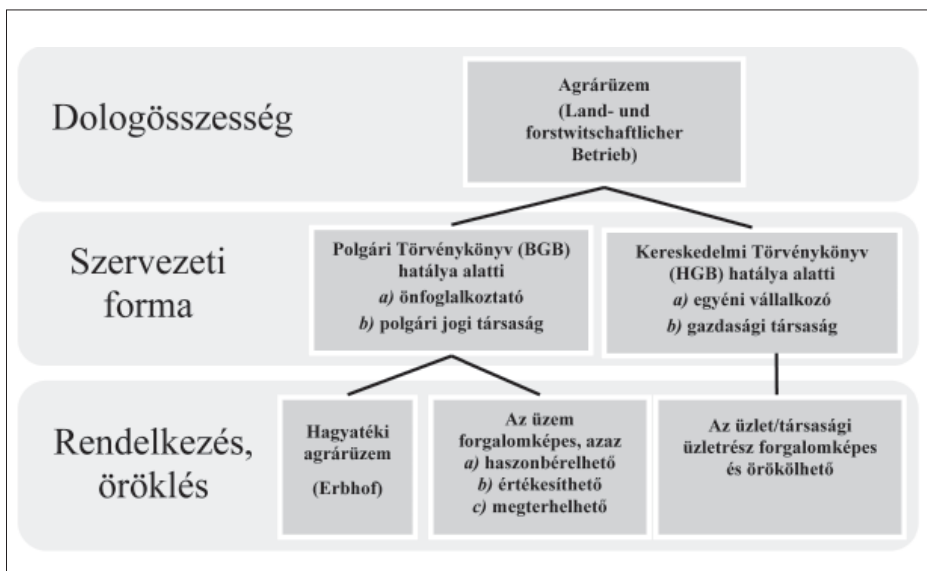 Dologösszesség
Agrárüzem
(Land- und
forstwitschaftlicher
Betrieb)
Szervezeti
forma
Polgári Törvénykönyv (BGB)
hatálya alatti
a) önfoglalkoztató
b) polgári jogi társaság
Kereskedelmi Törvénykönyv
(HGB) hatálya alatti
a) egyéni vállalkozó
b) gazdasági társaság
Rendelkezés,
öröklés
Hagyatéki
agrárüzem
(Erbhof)
Az üzem
forgalomképes, azaz
a) haszonbérelhető
b) értékesíthető
c) megterhelhető
Az üzlet/társasági
üzletrész forgalomképes
és örökölhető